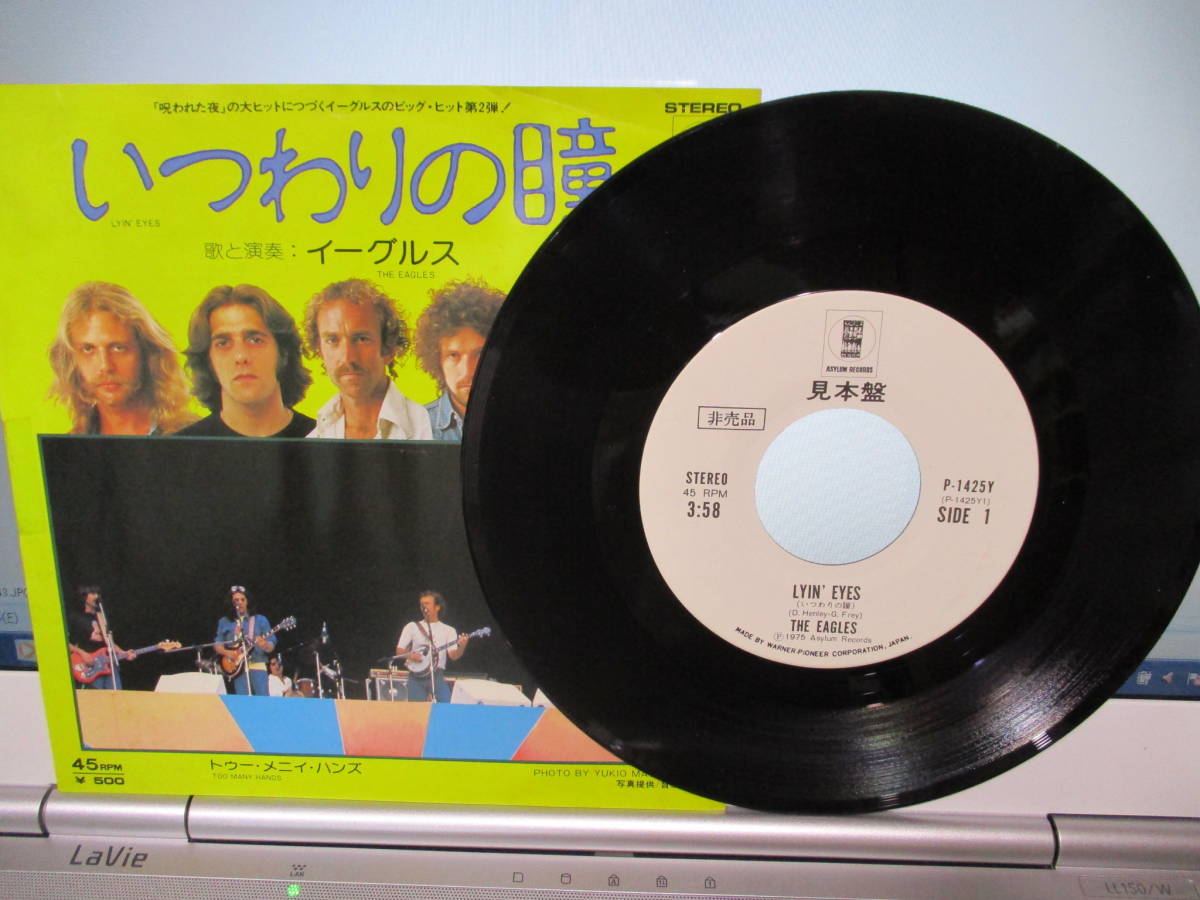 「呪われた夜」の大ヒットにつづくイーグルスのビッグ・ヒット第2弾!
STEREO
いつわりの瞳
LYIN' EYES
歌と演奏:イーグルス
THE EAGLES
45RPM
¥500
トゥー・メニイ・ハンズ
TOO MANY HANDS
PHOTO BY YUKIO
写真提供/
ASYLUM RECORDS
見本盤
非売品
STEREO
45 RPM
3:58
P-1425Y
(P-1425Y1)
SIDE 1
LYIN' EYES
(いつわりの瞳)
(D. Henley-G. Frey)
THE EAGLES
Ⓟ1975 Asylum Records
MADE BY WARNER-PIONEER CORPORATION, JAPAN.
(E)
LaVie
LAN
A
1
LL150/W